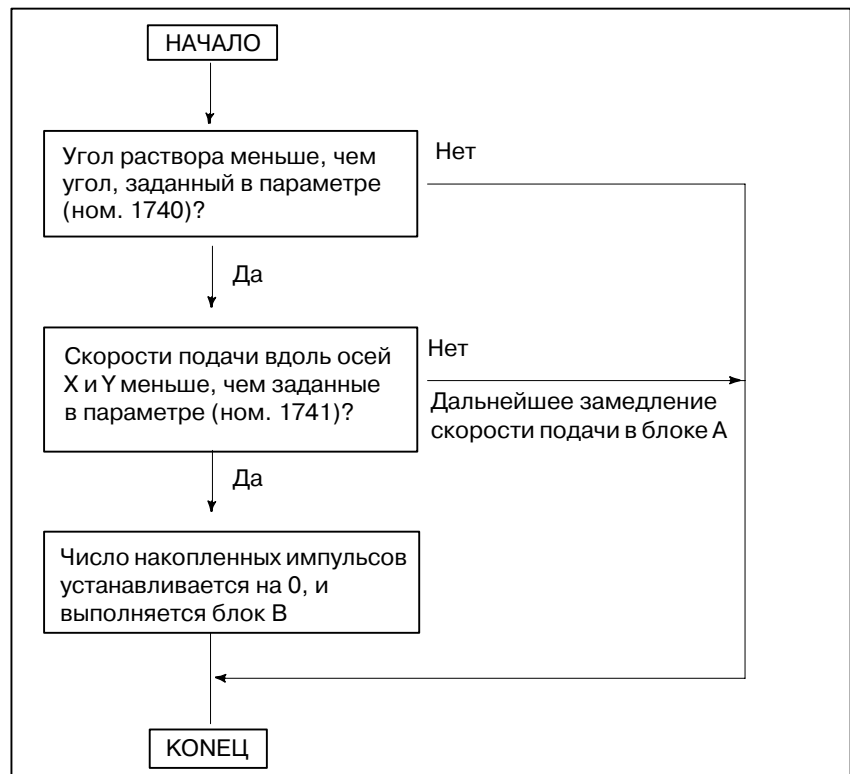 НАЧАЛО
Угол раствора меньше, чем
угол, заданный в параметре
(ном. 1740)?
Нет
Да
Скорости подачи вдоль осей
X и Y меньше, чем заданные
в параметре (ном. 1741)?
Нет
Дальнейшее замедление
скорости подачи в блоке A
Да
Число накопленных импульсов
устанавливается на 0, и
выполняется блок B
КОNЕЦ